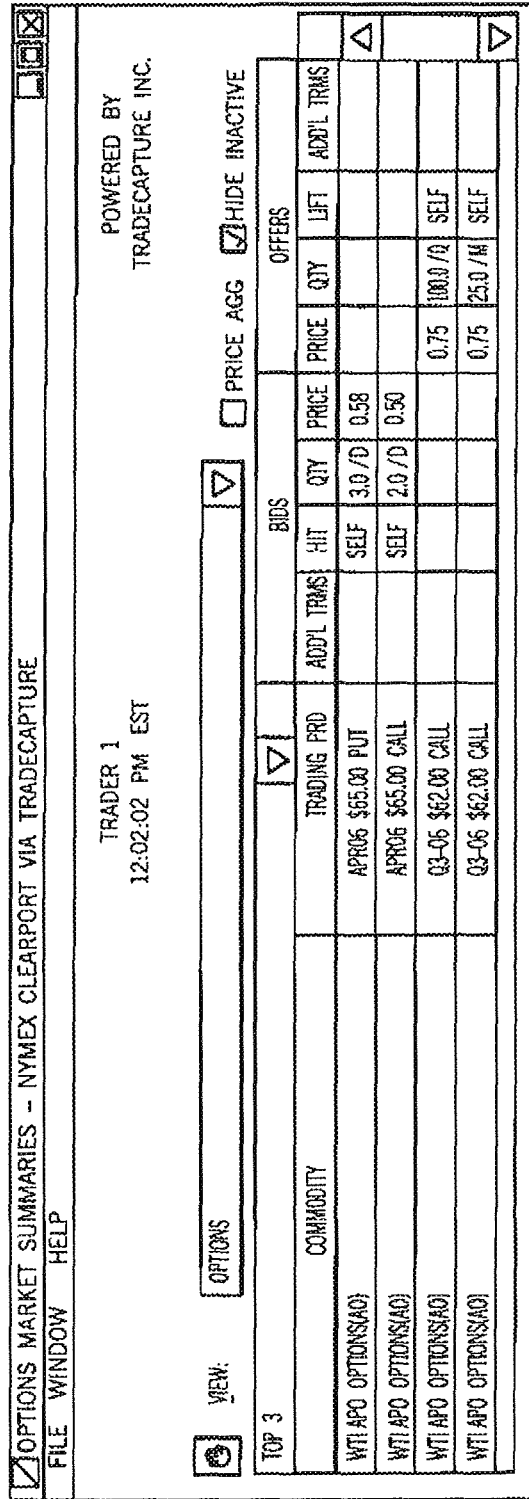 OPTIONS MARKET SUMMARIES - NYMEX CLEARPORT VIA TRADECAPTURE
FILE WINDOW HELP
TRADER 1
12:02:02 PM EST
POWERED BY
TRADECAPTURE INC.
VIEW: OPTIONS
PRICE AGG HIDE INACTIVE
TOP 3 BIDS OFFERS
COMMODITY TRADING PRD ADD'L TRMS HIT QTY PRICE PRICE QTY LIFT ADD'L TRMS
WTI APO OPTIONS(AO) APR06 $65.00 PUT SELF 3.0 /D 0.58
WTI APO OPTIONS(AO) APR06 $65.00 CALL SELF 2.0 /D 0.50
WTI APO OPTIONS(AO) Q3-06 $62.00 CALL 0.75 100.0 /Q SELF
WTI APO OPTIONS(AO) Q3-06 $62.00 CALL 0.75 25.0 /M SELF